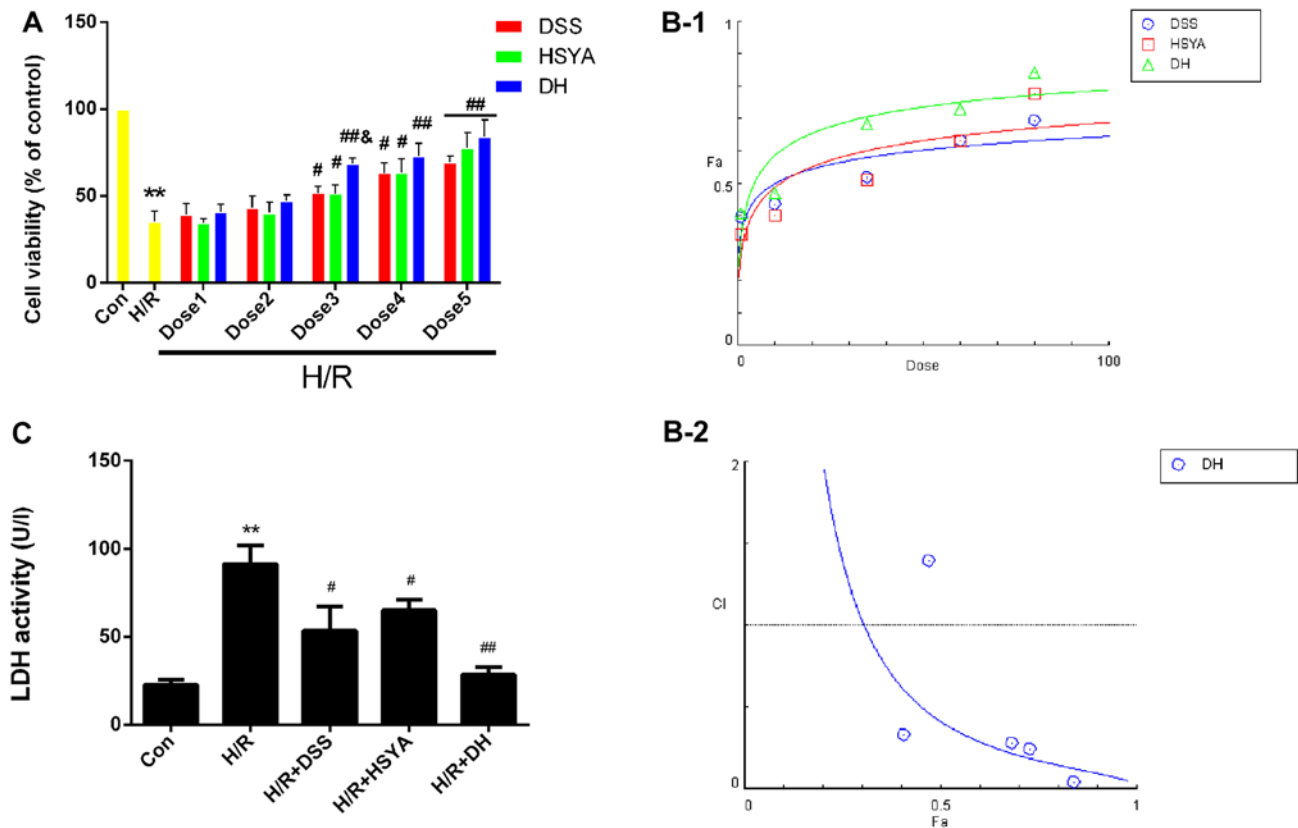 A
DSS
HSYA
DH
Cell viability (% of control)
150
100
50
0
**
# # ##&
# # ##
##
Con
H/R
Dose1
Dose2
Dose3
Dose4
Dose5
H/R
B-1
DSS
HSYA
DH
1
Fa
0.5
0
0
Dose
100
C
LDH activity (U/l)
150
100
50
0
**
#
#
##
Con
H/R
H/R+DSS
H/R+HSYA
H/R+DH
B-2
DH
2
CI
0
0
0.5
1
Fa